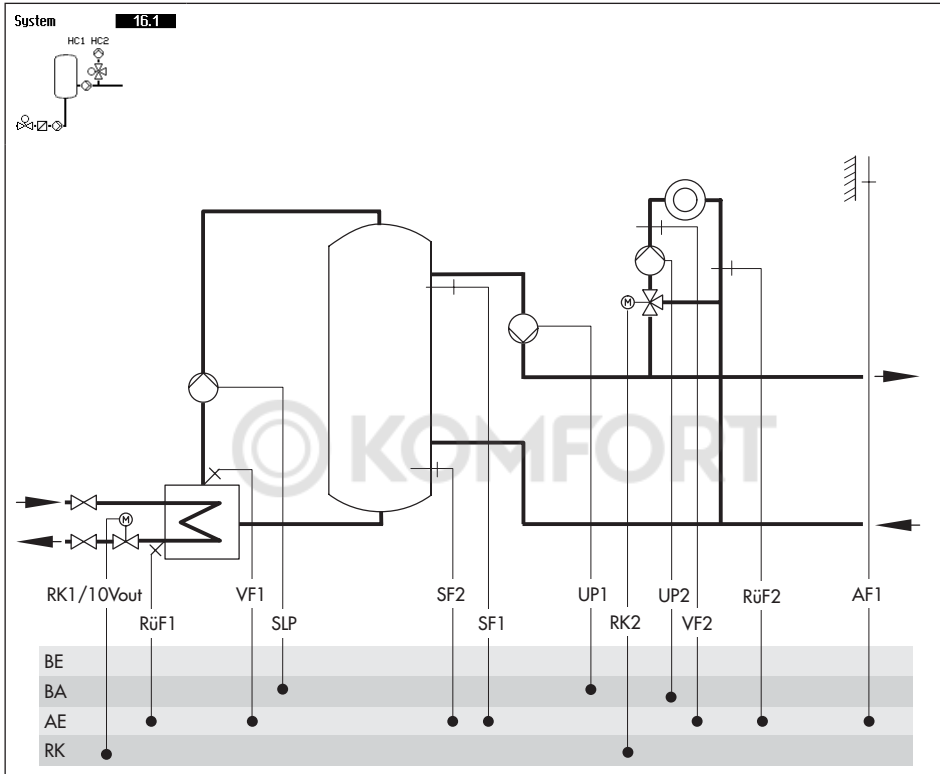 System 16.1
HC1 HC2
M
M
KOMFORT
RK1/10Vout VF1 SF2 UP1 UP2 RüF2 AF1
RüF1 SLP SF1 RK2 VF2
BE
BA
AE
RK